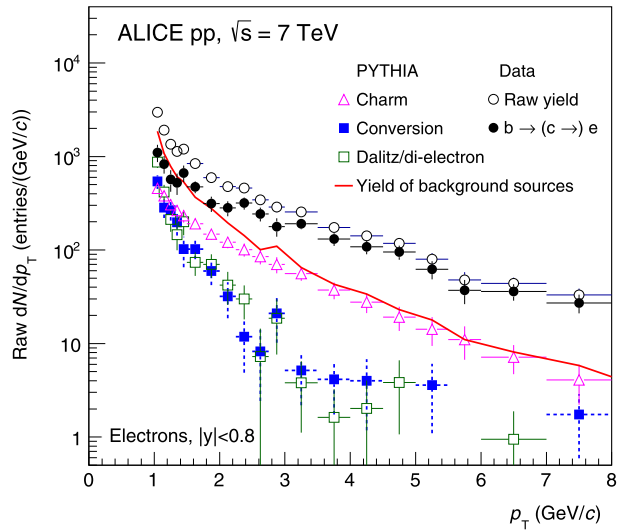 ALICE pp, √s = 7 TeV
PYTHIA Data
Charm Raw yield
Conversion b → (c →) e
Dalitz/di-electron
Yield of background sources
Raw dN/dp_T (entries/(GeV/c))
10⁴
10³
10²
10
1
Electrons, |y|<0.8
0 1 2 3 4 5 6 7 8
p_T (GeV/c)